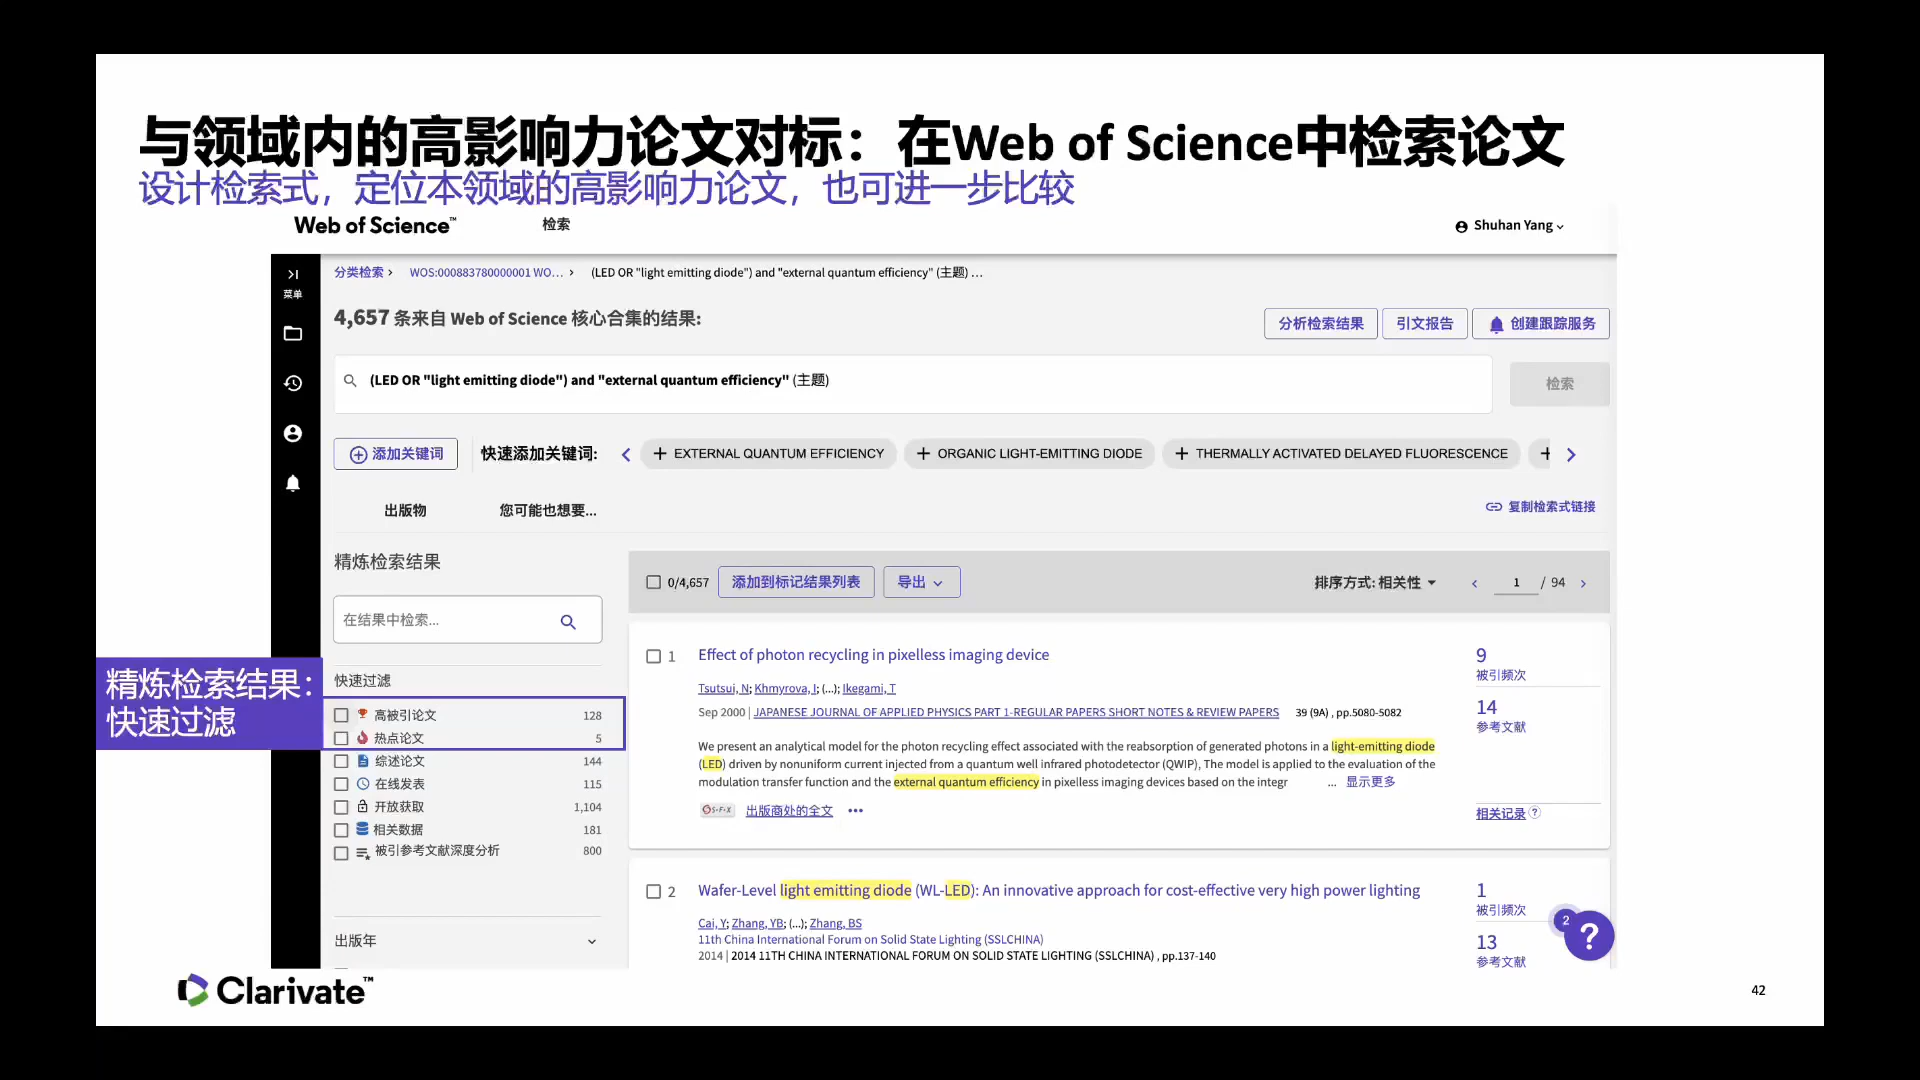 与领域内的高影响力论文对标：在Web of Science中检索论文
设计检索式，定位本领域的高影响力论文，也可进一步比较
Web of Science™
检索
Shuhan Yang
菜单
分类检索 > WOS:000883780000001 WO... > (LED OR "light emitting diode") and "external quantum efficiency" (主题) ...
4,657 条来自 Web of Science 核心合集的结果:
分析检索结果
引文报告
创建跟踪服务
(LED OR "light emitting diode") and "external quantum efficiency" (主题)
检索
添加关键词
快速添加关键词:
+ EXTERNAL QUANTUM EFFICIENCY
+ ORGANIC LIGHT-EMITTING DIODE
+ THERMALLY ACTIVATED DELAYED FLUORESCENCE
+
出版物
您可能也想要...
复制检索式链接
精炼检索结果
0/4,657
添加到标记结果列表
导出
排序方式: 相关性
1 / 94
在结果中检索...
精炼检索结果：
快速过滤
快速过滤
高被引论文 128
热点论文 5
综述论文 144
在线发表 115
开放获取 1,104
相关数据 181
被引参考文献深度分析 800
出版年
1 Effect of photon recycling in pixelless imaging device
Tsutsui, N; Khmyrova, I; (...); Ikegami, T
Sep 2000 | JAPANESE JOURNAL OF APPLIED PHYSICS PART 1-REGULAR PAPERS SHORT NOTES & REVIEW PAPERS 39 (9A) , pp.5080-5082
We present an analytical model for the photon recycling effect associated with the reabsorption of generated photons in a light-emitting diode
(LED) driven by nonuniform current injected from a quantum well infrared photodetector (QWIP), The model is applied to the evaluation of the
modulation transfer function and the external quantum efficiency in pixelless imaging devices based on the integr ... 显示更多
S·F·X 出版商处的全文 •••
9
被引频次
14
参考文献
相关记录 ?
2 Wafer-Level light emitting diode (WL-LED): An innovative approach for cost-effective very high power lighting
Cai, Y; Zhang, YB; (...); Zhang, BS
11th China International Forum on Solid State Lighting (SSLCHINA)
2014 | 2014 11TH CHINA INTERNATIONAL FORUM ON SOLID STATE LIGHTING (SSLCHINA) , pp.137-140
1
被引频次
13
参考文献
2
?
Clarivate™
42